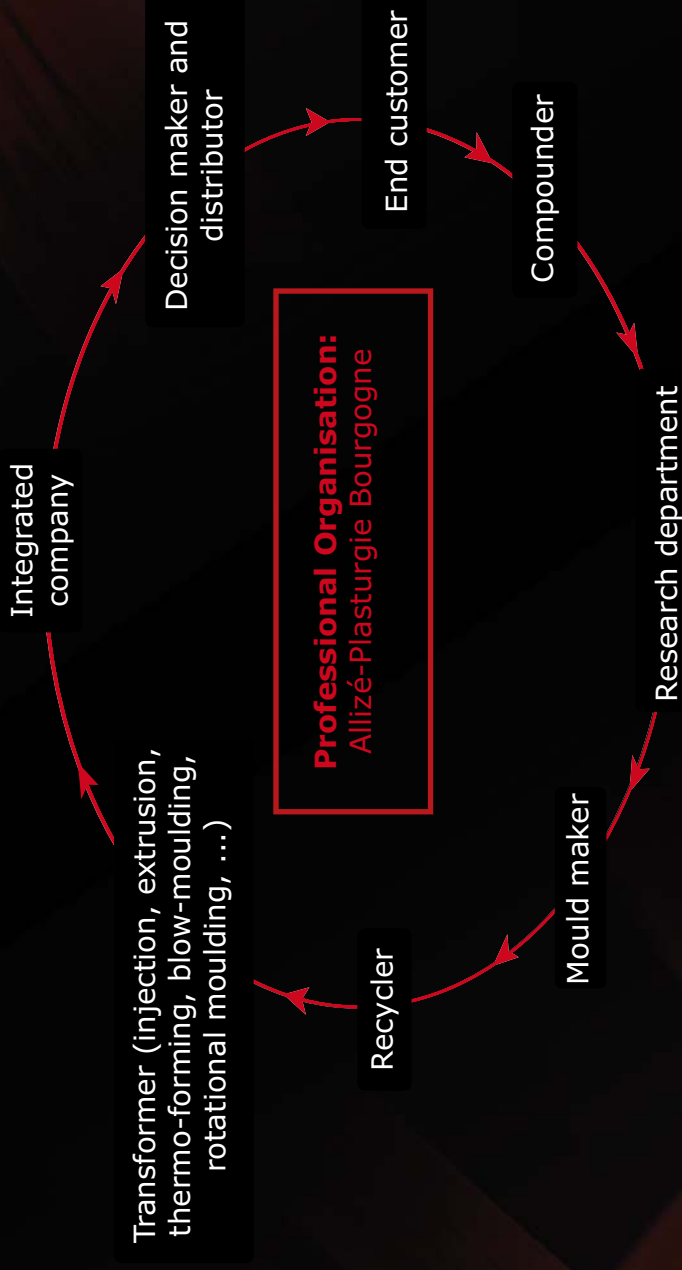 Integrated
company
Decision maker and
distributor
End customer
Compounder
Research department
Mould maker
Recycler
Transformer (injection, extrusion,
thermo-forming, blow-moulding,
rotational moulding, ...)
Professional Organisation:
Allizé-Plasturgie Bourgogne